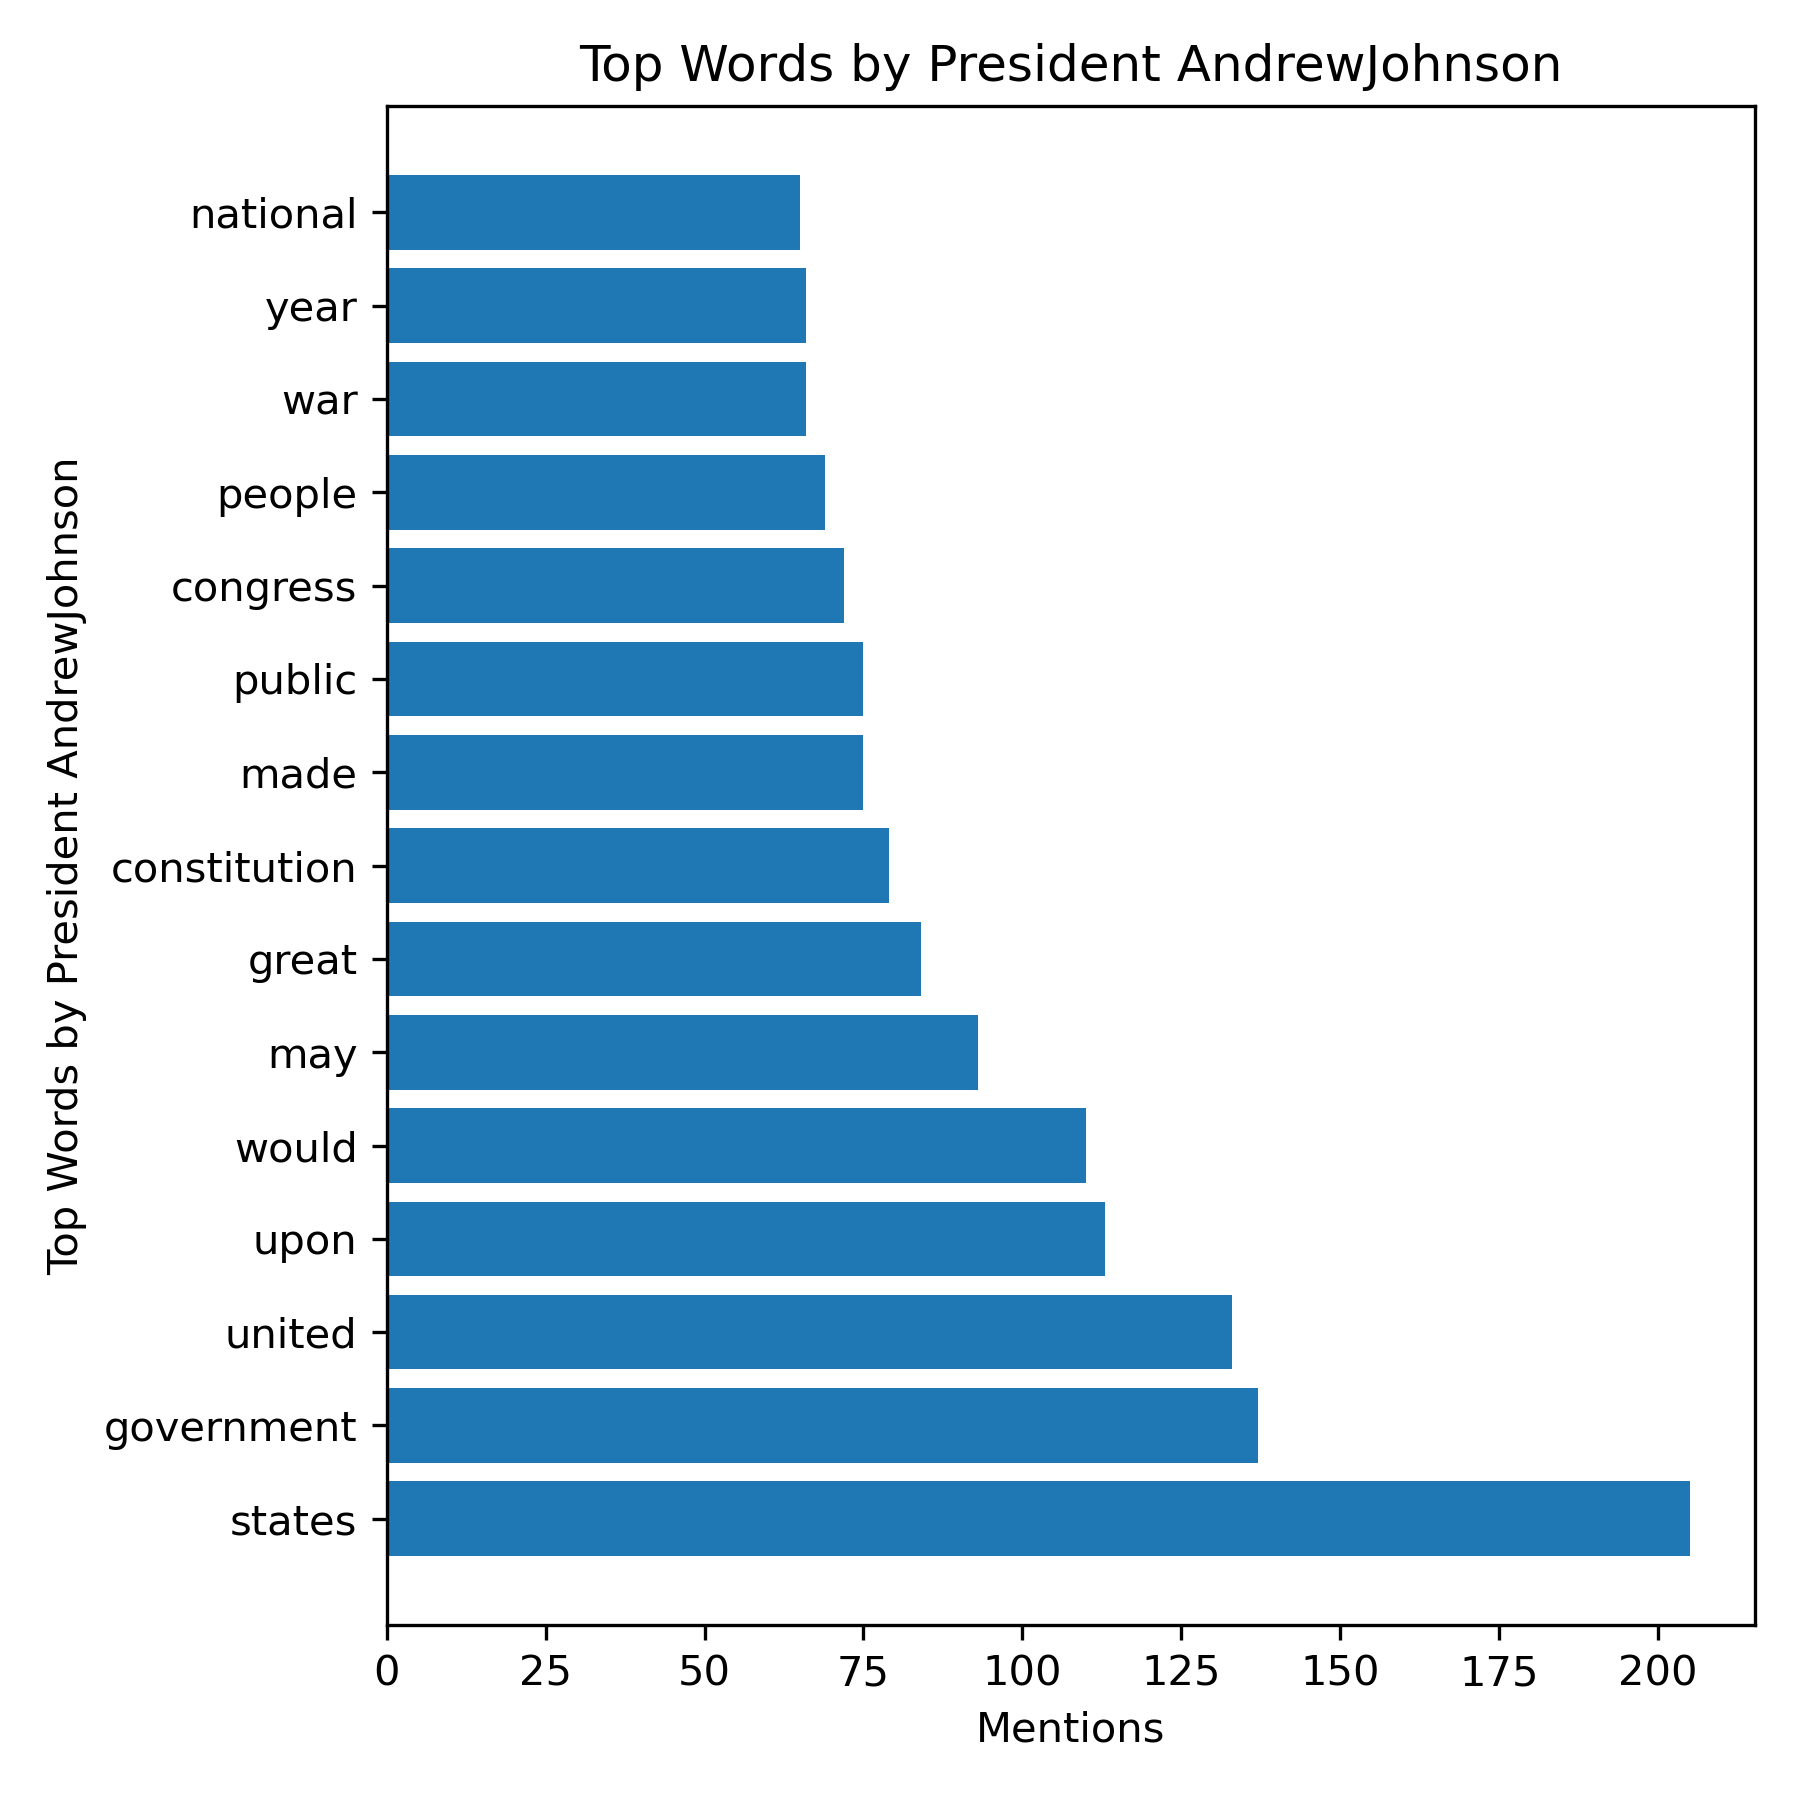 Top Words by President AndrewJohnson
Top Words by President AndrewJohnson
national
year
war
people
congress
public
made
constitution
great
may
would
upon
united
government
states
0 25 50 75 100 125 150 175 200
Mentions